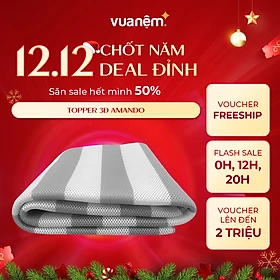 vuanệm
12.12 CHỐT NĂM
DEAL ĐỈNH
Săn sale hết mình 50%
TOPPER 3D AMANDO
VOUCHER
FREESHIP
FLASH SALE
0H, 12H,
20H
VOUCHER
LÊN ĐẾN
2 TRIỆU